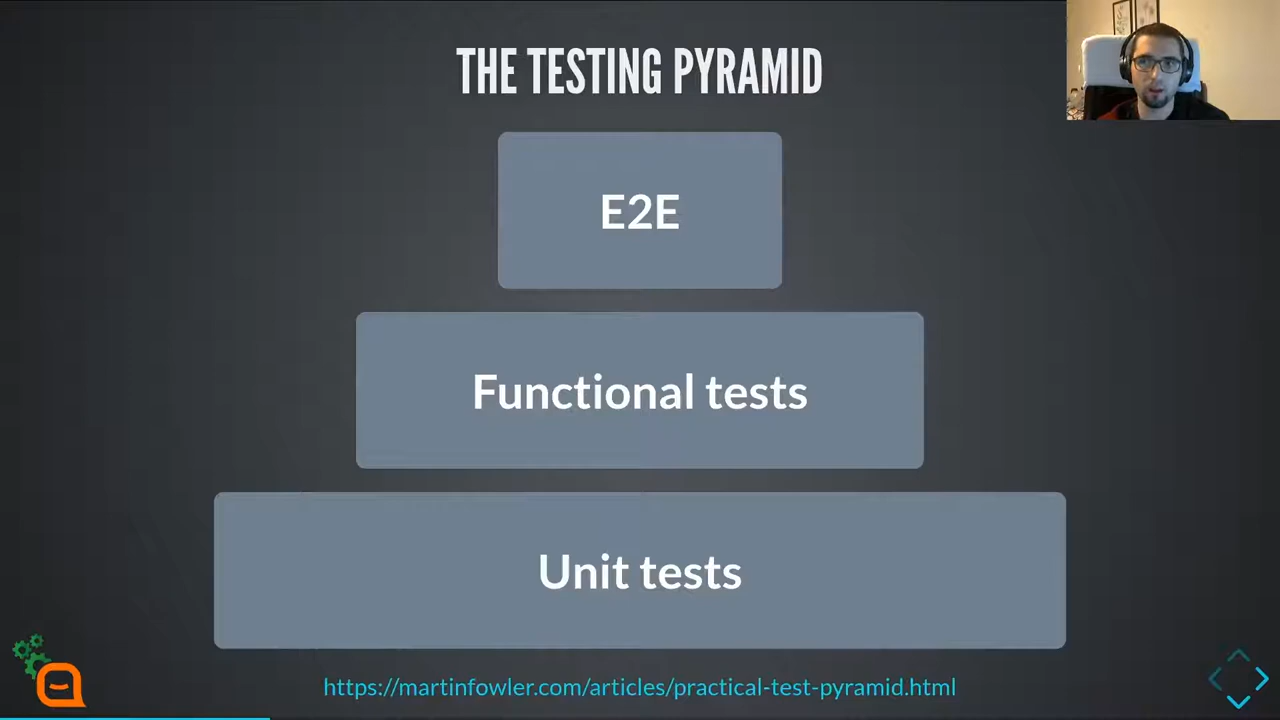 THE TESTING PYRAMID
E2E
Functional tests
Unit tests
https://martinfowler.com/articles/practical-test-pyramid.html